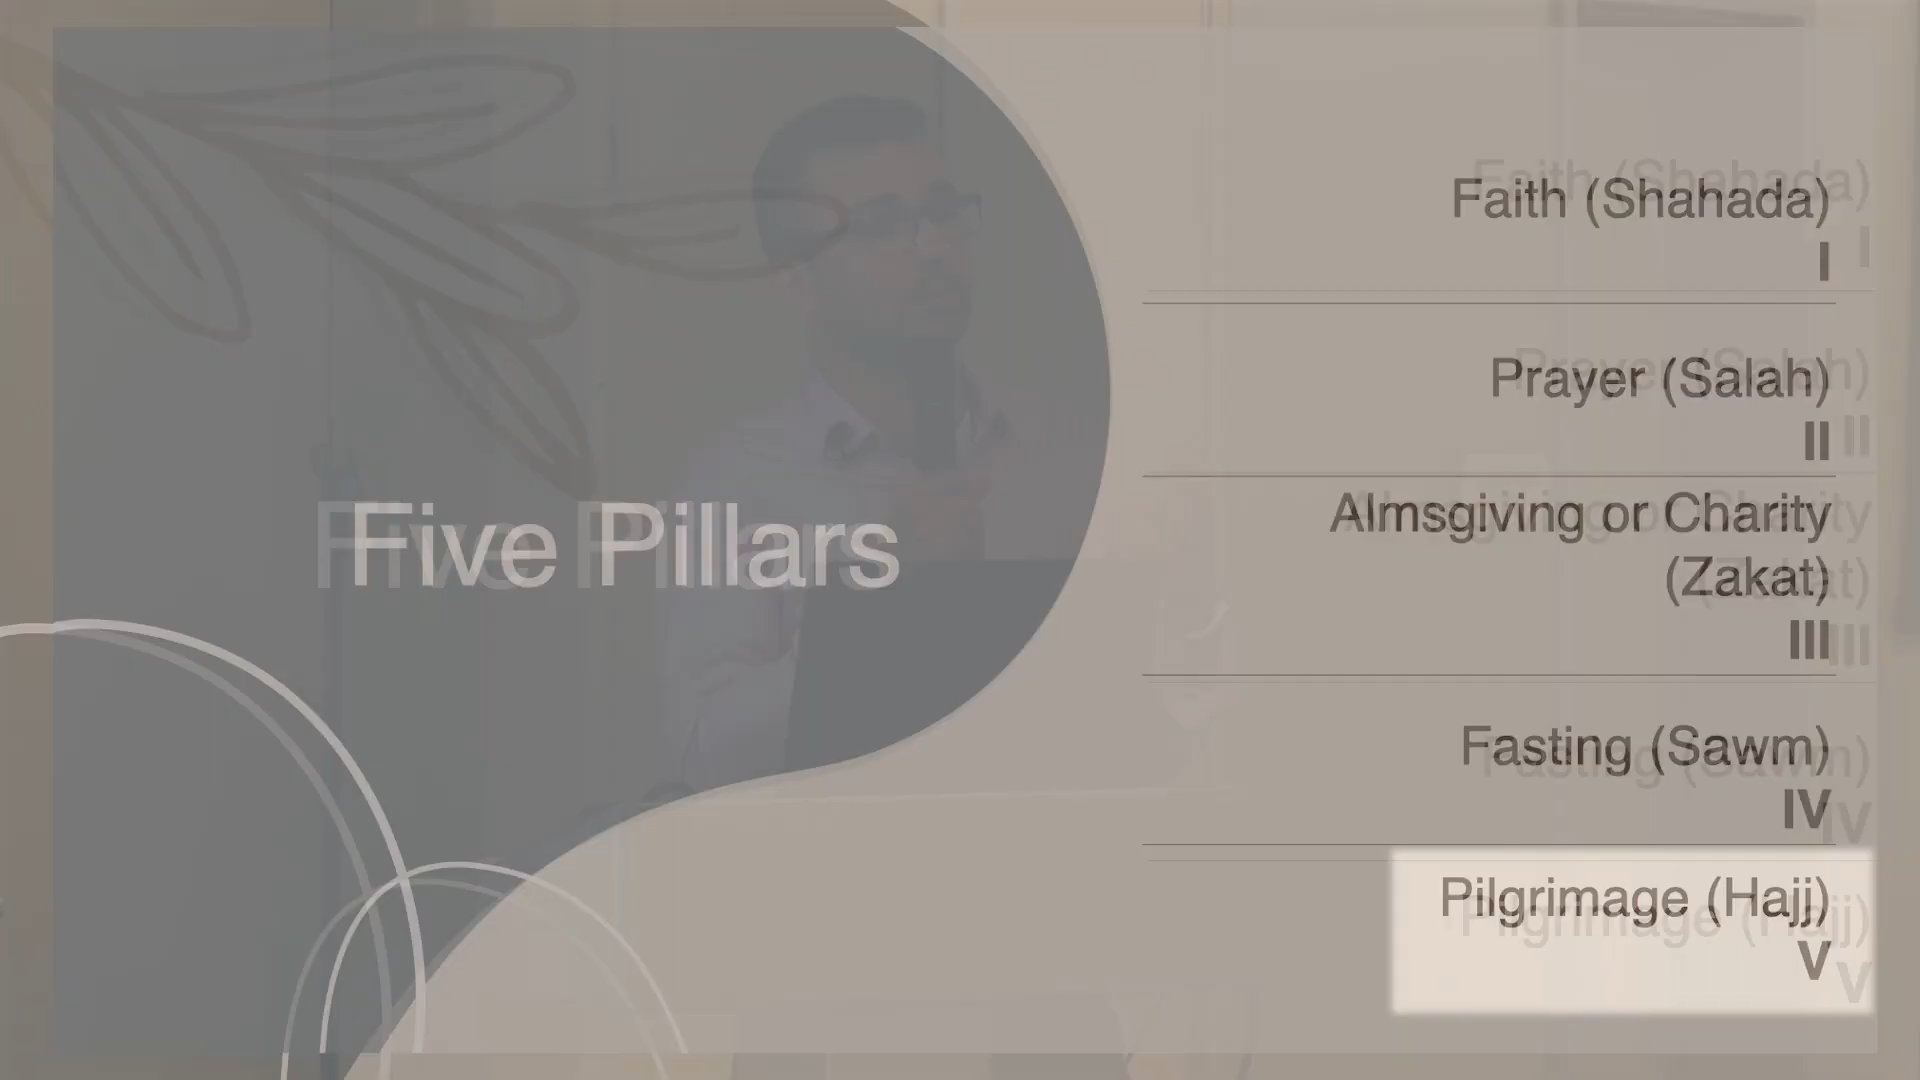 Five Pillars
Faith (Shahada)
I
Prayer (Salah)
II
Almsgiving or Charity
(Zakat)
III
Fasting (Sawm)
IV
Pilgrimage (Hajj)
V